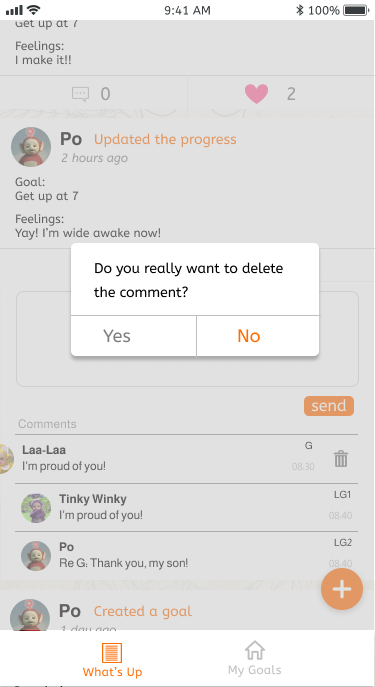 9:41 AM
100%
Get up at 7
Feelings:
I make it!!
0
2
Po Updated the progress
2 hours ago
Goal:
Get up at 7
Feelings:
Yay! I'm wide awake now!
Do you really want to delete
the comment?
Yes
No
send
Comments
Laa-Laa
G
I'm proud of you!
08.30
Tinky Winky
LG1
I'm proud of you!
08.40
Po
LG2
Re G: Thank you, my son!
08.40
Po Created a goal
1 day ago
What's Up
My Goals